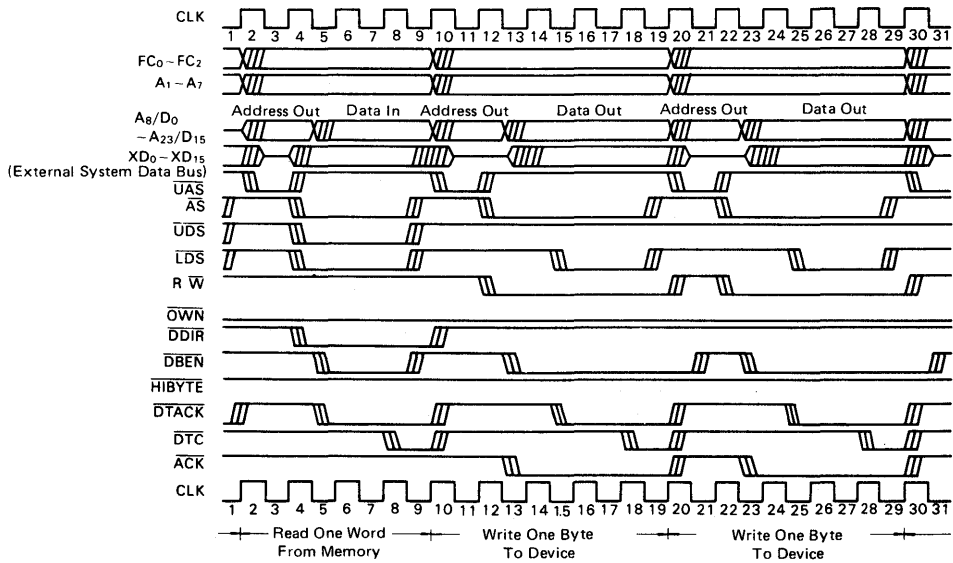 CLK
1 2 3 4 5 6 7 8 9 10 11 12 13 14 15 16 17 18 19 20 21 22 23 24 25 26 27 28 29 30 31
FC₀~FC₂
A₁~A₇
Address Out Data In Address Out Data Out Address Out Data Out
A₈/D₀
~A₂₃/D₁₅
XD₀~XD₁₅
(External System Data Bus)
UAS
AS
UDS
LDS
R W
OWN
DDIR
DBEN
HIBYTE
DTACK
DTC
ACK
CLK
1 2 3 4 5 6 7 8 9 10 11 12 13 14 1.5 16 17 18 19 20 21 22 23 24 25 26 27 28 29 30 31
Read One Word Write One Byte Write One Byte
From Memory To Device To Device